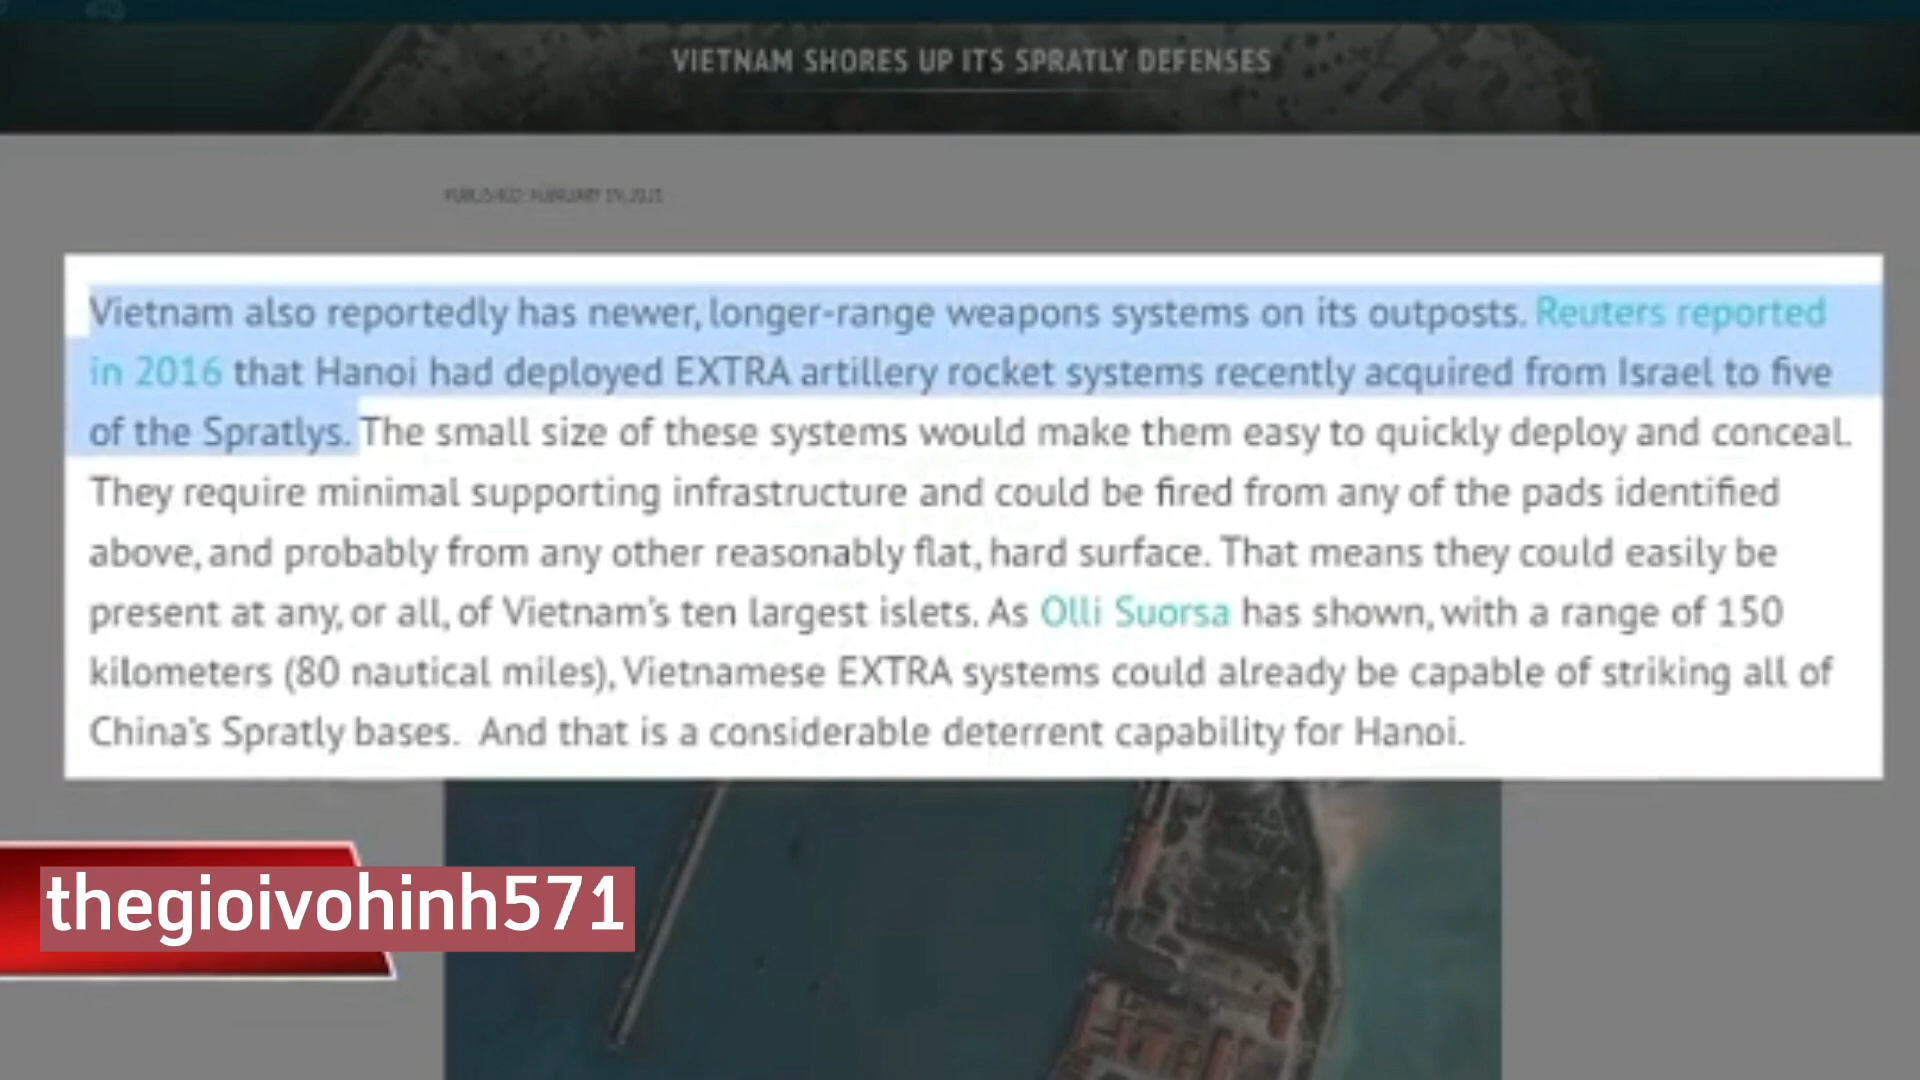 VIETNAM SHORES UP ITS SPRATLY DEFENSES
PUBLISHED: FEBRUARY 19, 2021
Vietnam also reportedly has newer, longer-range weapons systems on its outposts. Reuters reported
in 2016 that Hanoi had deployed EXTRA artillery rocket systems recently acquired from Israel to five
of the Spratlys. The small size of these systems would make them easy to quickly deploy and conceal.
They require minimal supporting infrastructure and could be fired from any of the pads identified
above, and probably from any other reasonably flat, hard surface. That means they could easily be
present at any, or all, of Vietnam's ten largest islets. As Olli Suorsa has shown, with a range of 150
kilometers (80 nautical miles), Vietnamese EXTRA systems could already be capable of striking all of
China's Spratly bases. And that is a considerable deterrent capability for Hanoi.
thegioivohinh571